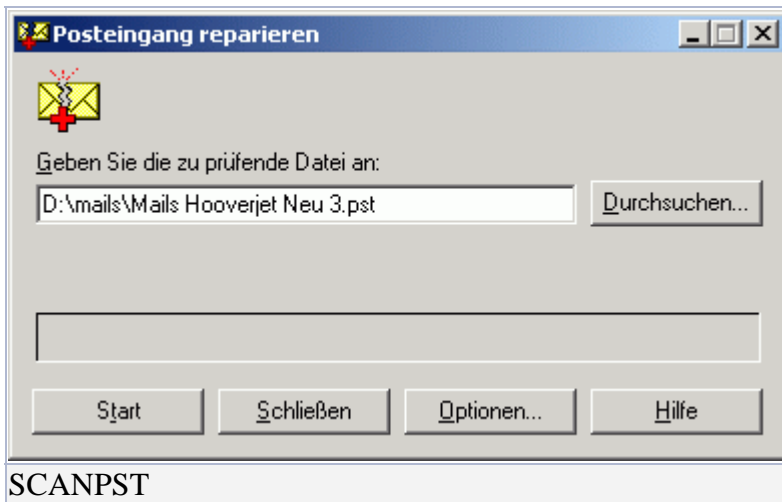 Posteingang reparieren
Geben Sie die zu prüfende Datei an:
D:\mails\Mails Hooverjet Neu 3.pst
Durchsuchen...
Start
Schließen
Optionen...
Hilfe
SCANPST